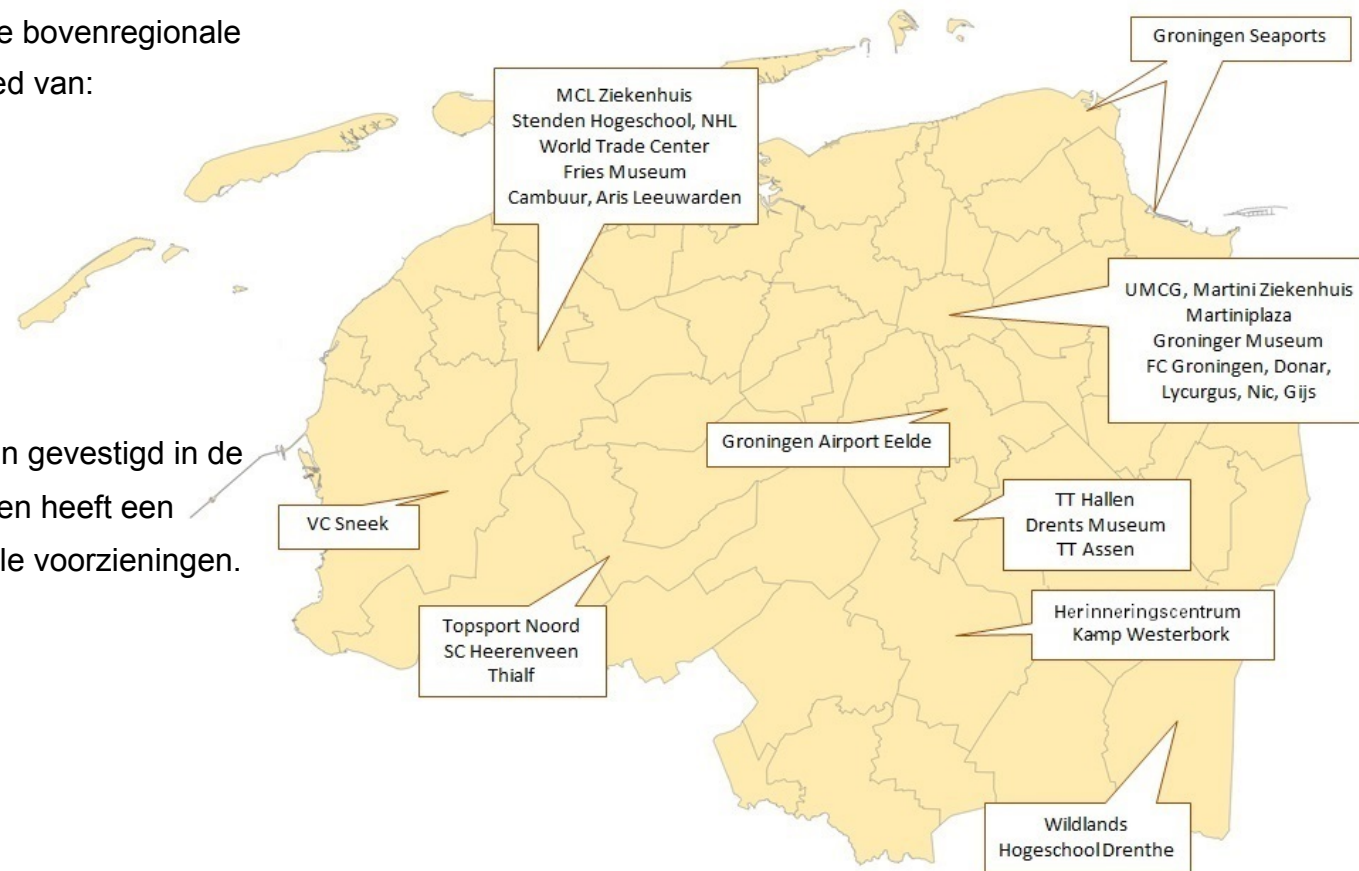 e bovenregionale
ed van:
n gevestigd in de
en heeft een
le voorzieningen.
Groningen Seaports
MCL Ziekenhuis
Stenden Hogeschool, NHL
World Trade Center
Fries Museum
Cambuur, Aris Leeuwarden
UMCG, Martini Ziekenhuis
Martiniplaza
Groninger Museum
FC Groningen, Donar,
Lycurgus, Nic, Gijs
Groningen Airport Eelde
VC Sneek
TT Hallen
Drents Museum
TT Assen
Topsport Noord
SC Heerenveen
Thialf
Herinneringscentrum
Kamp Westerbork
Wildlands
Hogeschool Drenthe